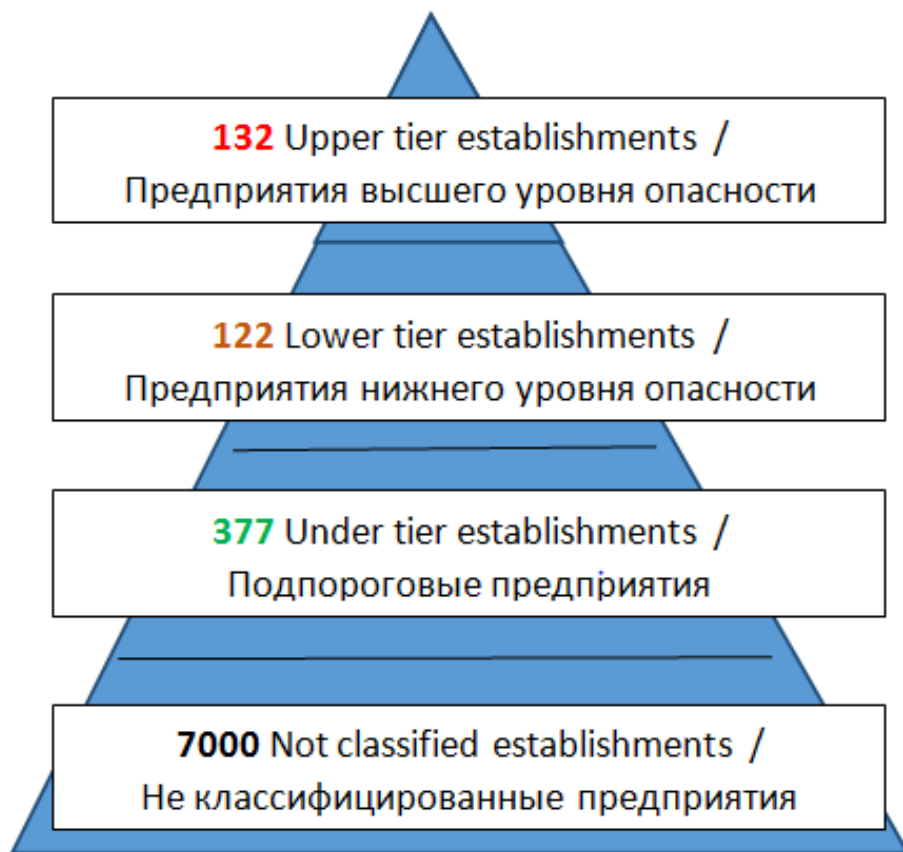 132 Upper tier establishments /
Предприятия высшего уровня опасности
122 Lower tier establishments /
Предприятия нижнего уровня опасности
377 Under tier establishments /
Подпороговые предприятия
7000 Not classified establishments /
Не классифицированные предприятия